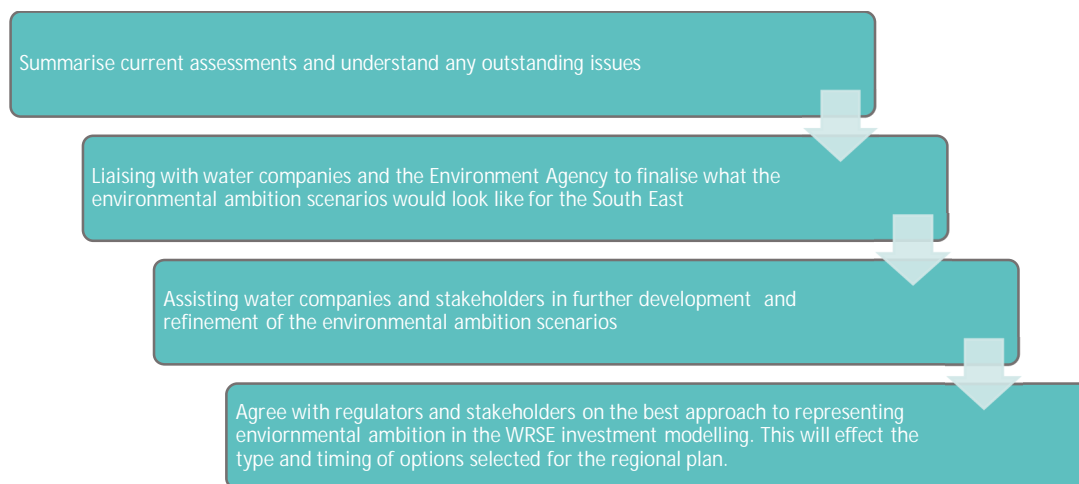 Summarise current assessments and understand any outstanding issues
Liaising with water companies and the Environment Agency to finalise what the
environmental ambition scenarios would look like for the South East
Assisting water companies and stakeholders in further development and
refinement of the environmental ambition scenarios
Agree with regulators and stakeholders on the best approach to representing
enviornmental ambition in the WRSE investment modelling. This will effect the
type and timing of options selected for the regional plan.